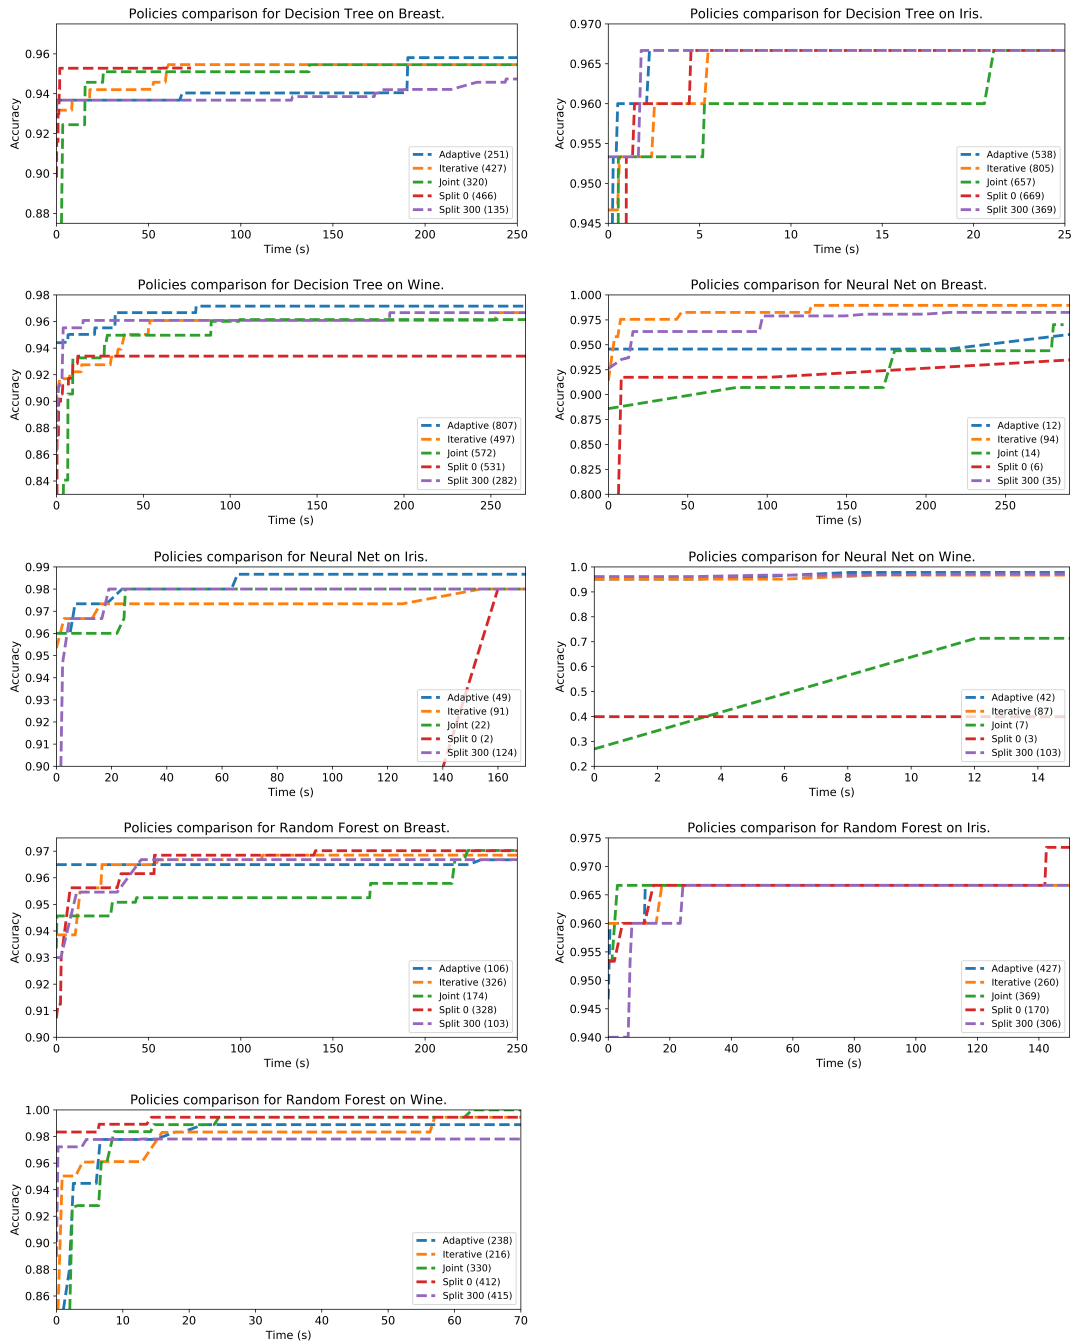 Policies comparison for Decision Tree on Breast.
Accuracy
0.96
0.94
0.92
0.90
0.88
0 50 100 150 200 250
Time (s)
Adaptive (251)
Iterative (427)
Joint (320)
Split 0 (466)
Split 300 (135)
Policies comparison for Decision Tree on Iris.
Accuracy
0.970
0.965
0.960
0.955
0.950
0.945
0 5 10 15 20 25
Time (s)
Adaptive (538)
Iterative (805)
Joint (657)
Split 0 (669)
Split 300 (369)
Policies comparison for Decision Tree on Wine.
Accuracy
0.98
0.96
0.94
0.92
0.90
0.88
0.86
0.84
0 50 100 150 200 250
Time (s)
Adaptive (807)
Iterative (497)
Joint (572)
Split 0 (531)
Split 300 (282)
Policies comparison for Neural Net on Breast.
Accuracy
1.000
0.975
0.950
0.925
0.900
0.875
0.850
0.825
0.800
0 50 100 150 200 250
Time (s)
Adaptive (12)
Iterative (94)
Joint (14)
Split 0 (6)
Split 300 (35)
Policies comparison for Neural Net on Iris.
Accuracy
0.99
0.98
0.97
0.96
0.95
0.94
0.93
0.92
0.91
0.90
0 20 40 60 80 100 120 140 160
Time (s)
Adaptive (49)
Iterative (91)
Joint (22)
Split 0 (2)
Split 300 (124)
Policies comparison for Neural Net on Wine.
Accuracy
1.0
0.9
0.8
0.7
0.6
0.5
0.4
0.3
0.2
0 2 4 6 8 10 12 14
Time (s)
Adaptive (42)
Iterative (87)
Joint (7)
Split 0 (3)
Split 300 (103)
Policies comparison for Random Forest on Breast.
Accuracy
0.97
0.96
0.95
0.94
0.93
0.92
0.91
0.90
0 50 100 150 200 250
Time (s)
Adaptive (106)
Iterative (326)
Joint (174)
Split 0 (328)
Split 300 (103)
Policies comparison for Random Forest on Iris.
Accuracy
0.975
0.970
0.965
0.960
0.955
0.950
0.945
0.940
0 20 40 60 80 100 120 140
Time (s)
Adaptive (427)
Iterative (260)
Joint (369)
Split 0 (170)
Split 300 (306)
Policies comparison for Random Forest on Wine.
Accuracy
1.00
0.98
0.96
0.94
0.92
0.90
0.88
0.86
0 10 20 30 40 50 60 70
Time (s)
Adaptive (238)
Iterative (216)
Joint (330)
Split 0 (412)
Split 300 (415)